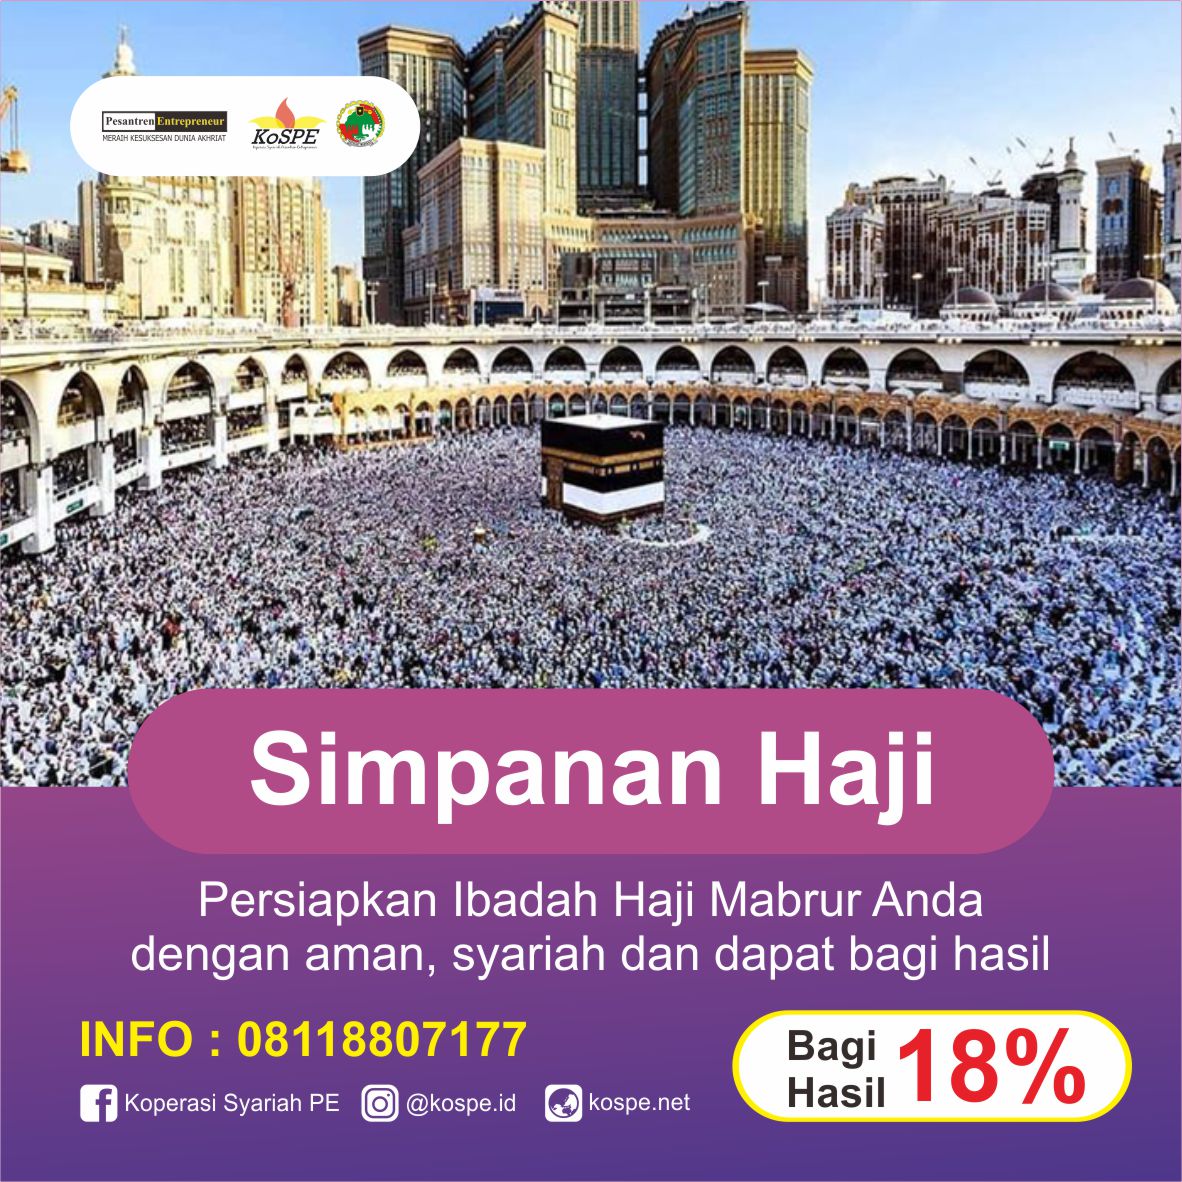 Pesantren Entrepreneur
MERAIH KESUKSESAN DUNIA AKHRIAT
KoSPE
Simpanan Haji
Persiapkan Ibadah Haji Mabrur Anda
dengan aman, syariah dan dapat bagi hasil
INFO : 08118807177
Koperasi Syariah PE @kospe.id kospe.net
Bagi
Hasil 18%